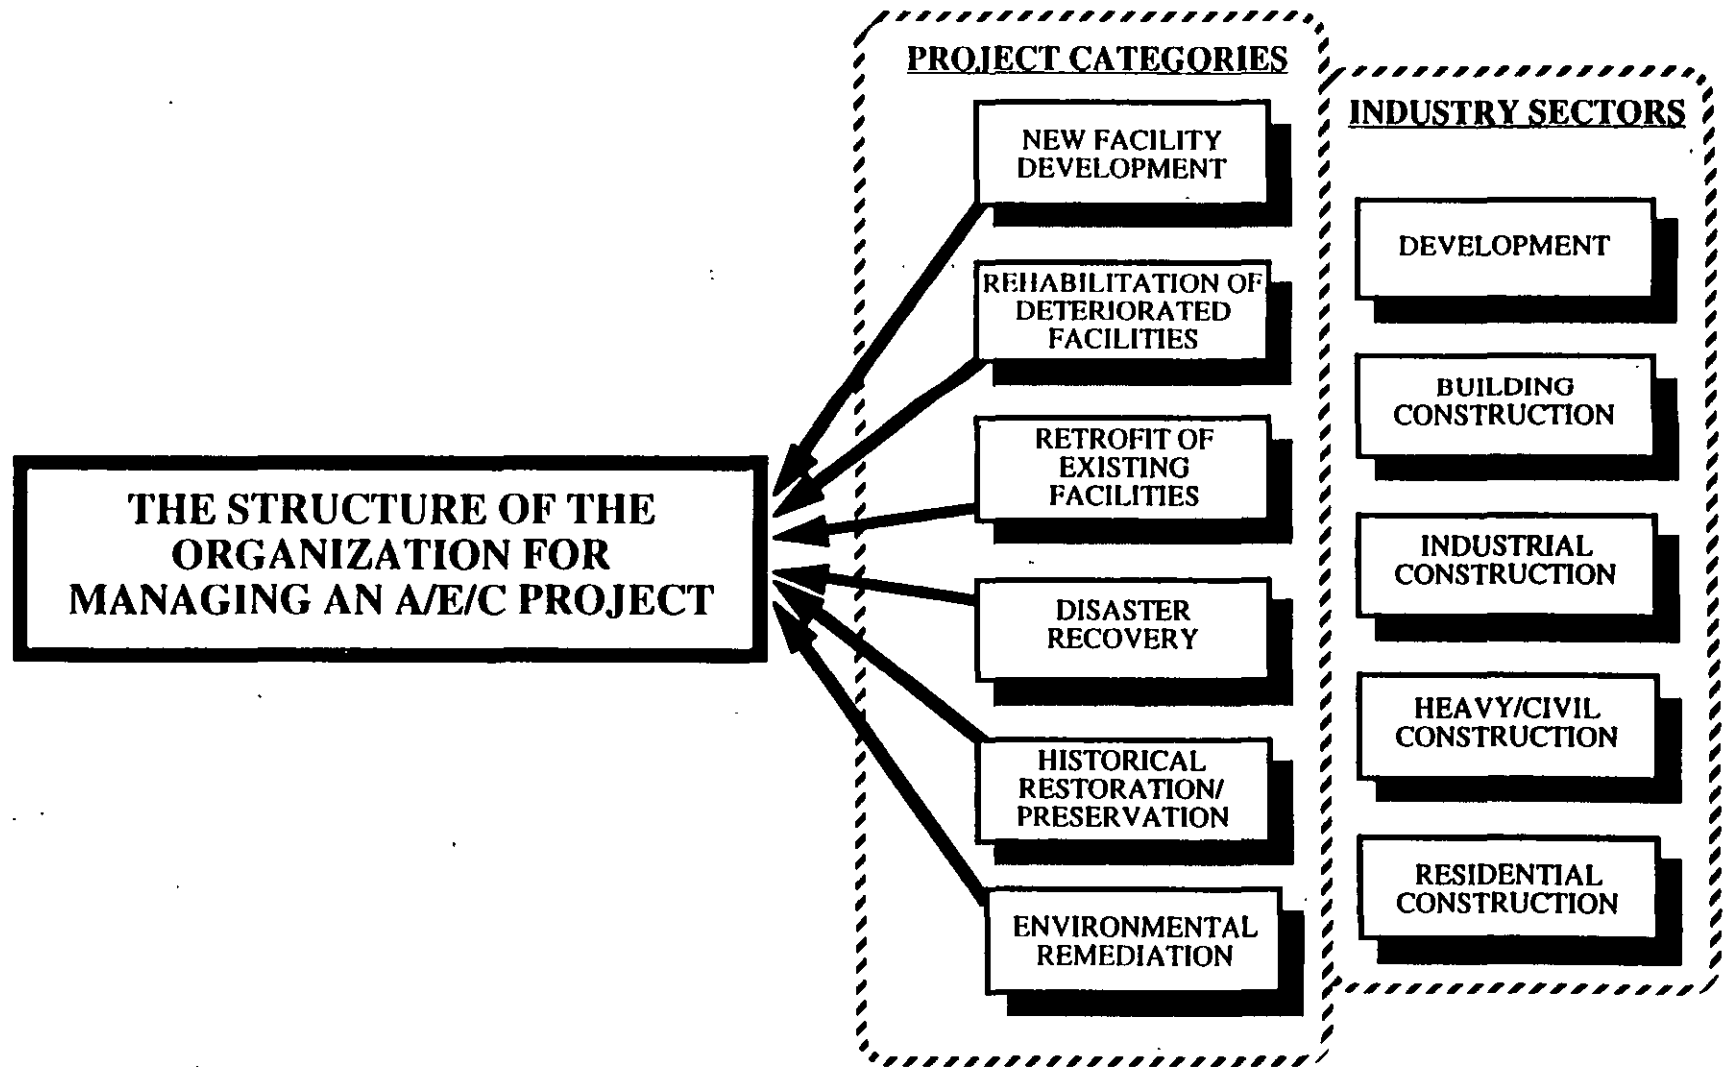 PROJECT CATEGORIES
NEW FACILITY
DEVELOPMENT
REHABILITATION OF
DETERIORATED
FACILITIES
RETROFIT OF
EXISTING
FACILITIES
DISASTER
RECOVERY
HISTORICAL
RESTORATION/
PRESERVATION
ENVIRONMENTAL
REMEDIATION
INDUSTRY SECTORS
DEVELOPMENT
BUILDING
CONSTRUCTION
INDUSTRIAL
CONSTRUCTION
HEAVY/CIVIL
CONSTRUCTION
RESIDENTIAL
CONSTRUCTION
THE STRUCTURE OF THE
ORGANIZATION FOR
MANAGING AN A/E/C PROJECT